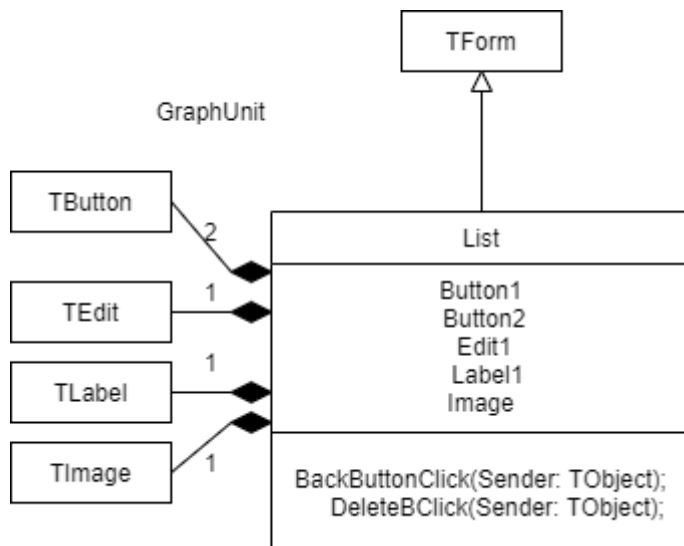 TForm
GraphUnit
TButton
2
List
1
TEdit
Button1
Button2
Edit1
Label1
Image
1
TLabel
TImage
1
BackButtonClick(Sender: TObject);
DeleteBClick(Sender: TObject);